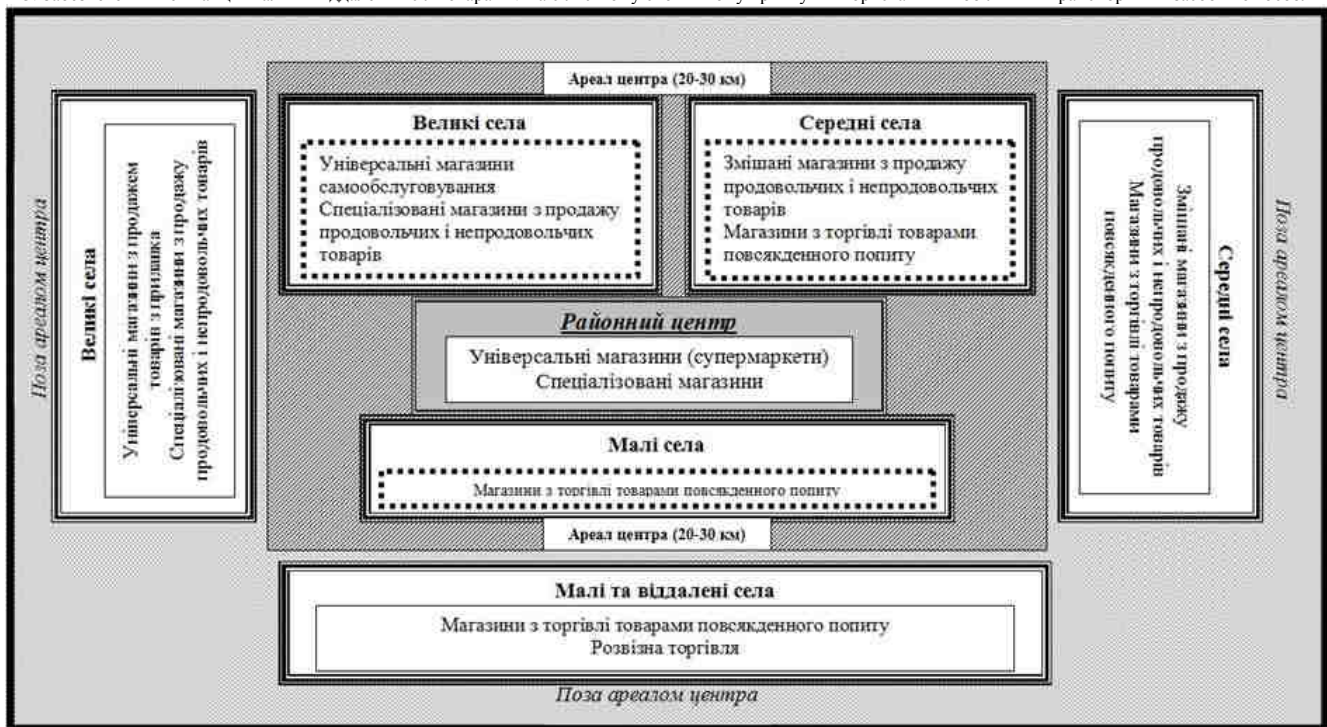 Ареал центра (20-30 км)
Великі села
Універсальні магазини
самообслуговування
Спеціалізовані магазини з продажу
продовольчих і непродовольчих
товарів
Середні села
Змішані магазини з продажу
продовольчих і непродовольчих
товарів
Магазини з торгівлі товарами
повсякденного попиту
Поза ареалом центра
Великі села
Універсальні магазини з продажем
товарів з прилавка
Спеціалізовані магазини з продажу
продовольчих і непродовольчих товарів
Районний центр
Універсальні магазини (супермаркети)
Спеціалізовані магазини
Малі села
Магазини з торгівлі товарами повсякденного попиту
Ареал центра (20-30 км)
Середні села
Змішані магазини з продажу
продовольчих і непродовольчих товарів
Магазини з торгівлі товарами
повсякденного попиту
Поза ареалом центра
Малі та віддалені села
Магазини з торгівлі товарами повсякденного попиту
Розвізна торгівля
Поза ареалом центра